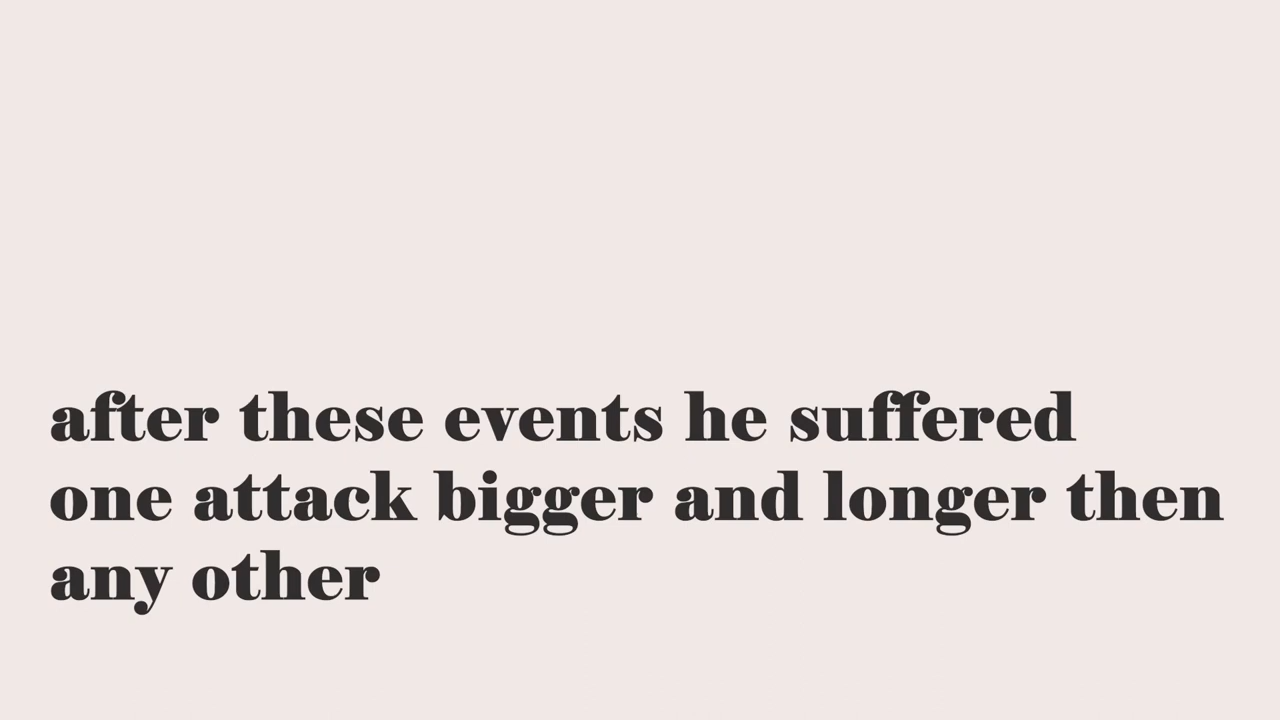 after these events he suffered
one attack bigger and longer then
any other